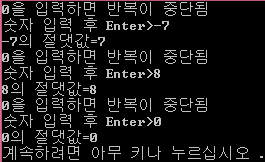 0을 입력하면 반복이 중단됨
숫자 입력 후 Enter>-7
-7의 절댓값=7
0을 입력하면 반복이 중단됨
숫자 입력 후 Enter>8
8의 절댓값=8
0을 입력하면 반복이 중단됨
숫자 입력 후 Enter>0
0의 절댓값=0
계속하려면 아무 키나 누르십시오 .